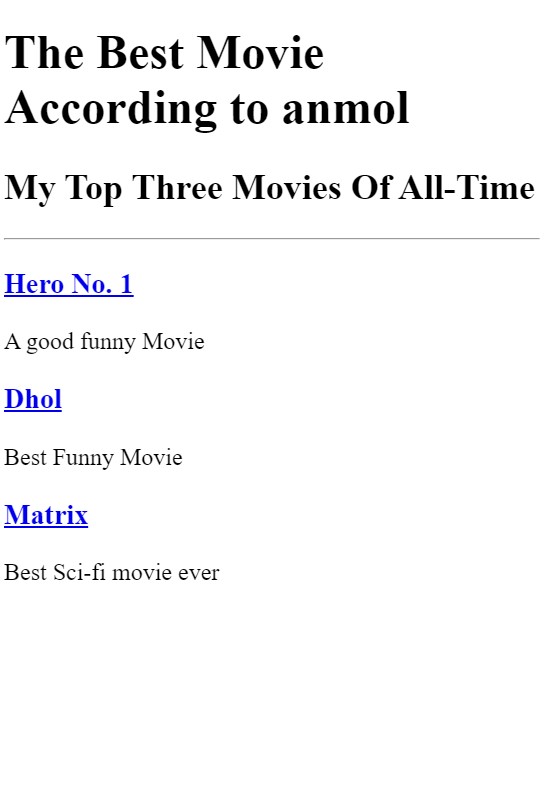 The Best Movie
According to anmol
My Top Three Movies Of All-Time
Hero No. 1
A good funny Movie
Dhol
Best Funny Movie
Matrix
Best Sci-fi movie ever